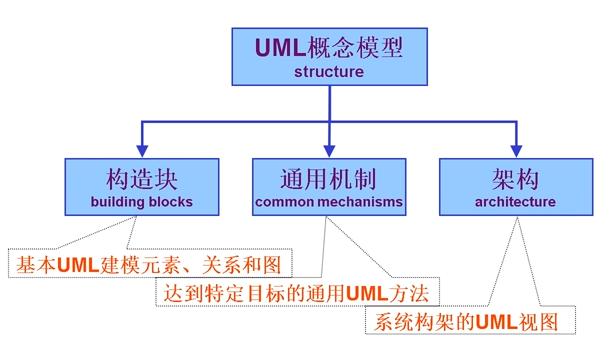 UML概念模型
structure
构造块
building blocks
通用机制
common mechanisms
架构
architecture
基本UML建模元素、关系和图
达到特定目标的通用UML方法
系统构架的UML视图